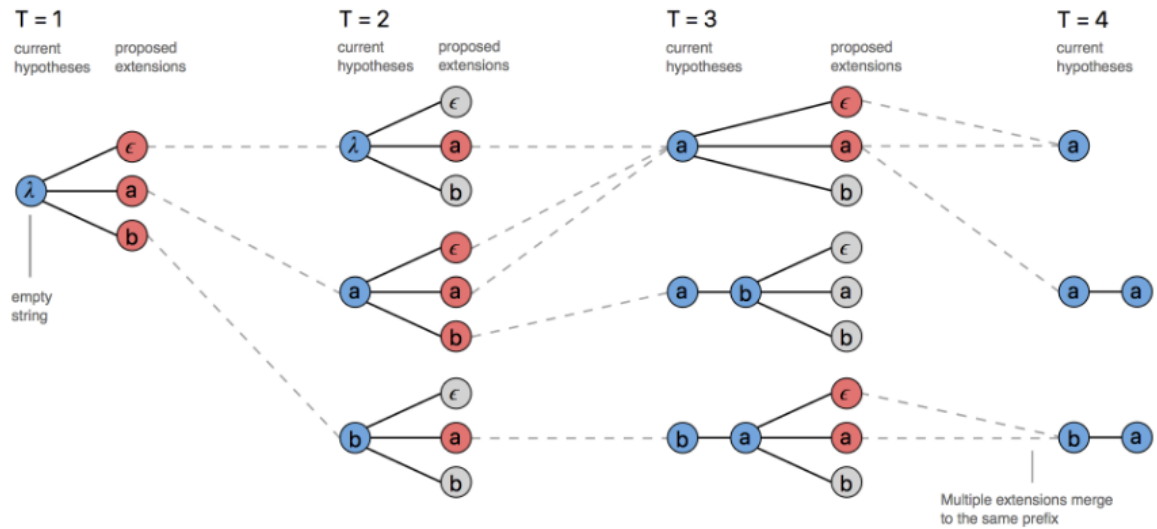 T = 1
current hypotheses
proposed extensions
T = 2
current hypotheses
proposed extensions
T = 3
current hypotheses
proposed extensions
T = 4
current hypotheses
λ
ϵ
a
b
empty string
λ
ϵ
a
b
a
ϵ
a
b
b
ϵ
a
b
a
ϵ
a
b
a b
ϵ
a
b
b a
ϵ
a
b
a
a a
b a
Multiple extensions merge
to the same prefix